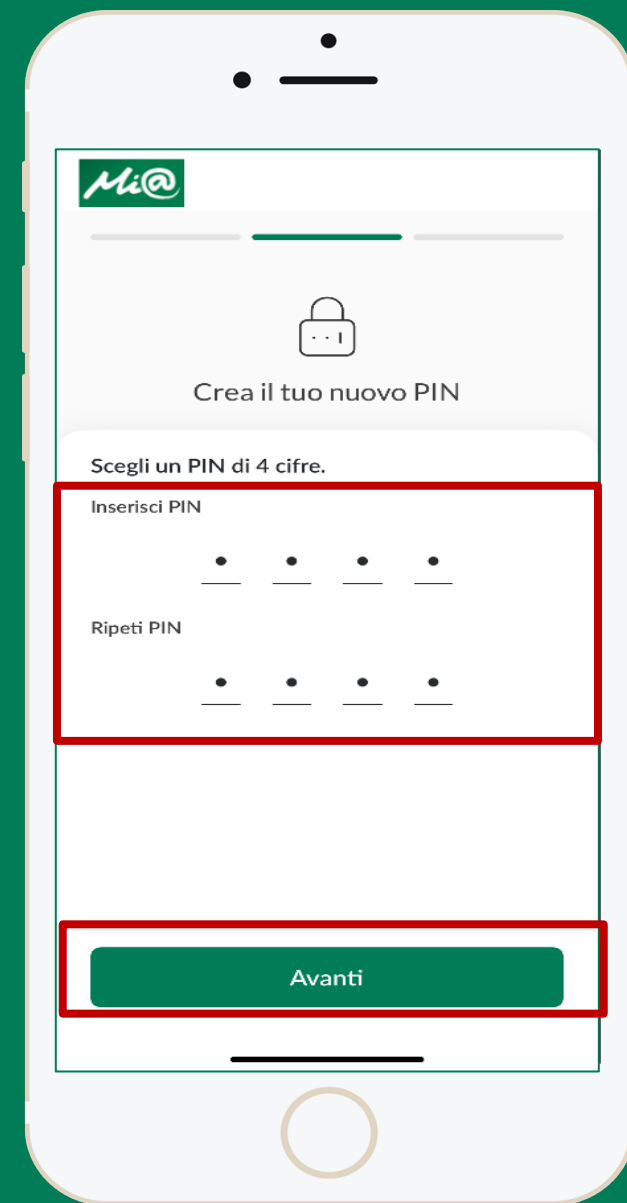 Mi@
Crea il tuo nuovo PIN
Scegli un PIN di 4 cifre.
Inserisci PIN
Ripeti PIN
Avanti